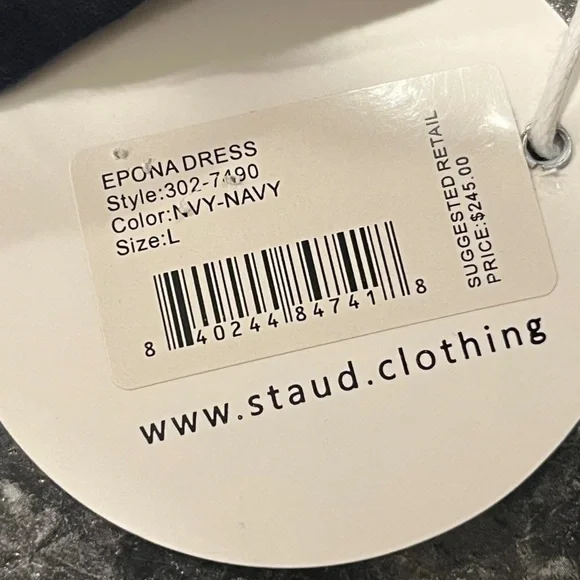 EPONA DRESS
Style:302-7490
Color:NVY-NAVY
Size:L
SUGGESTED RETAIL
PRICE:$245.00
8 40244 84741 8
www.staud.clothing